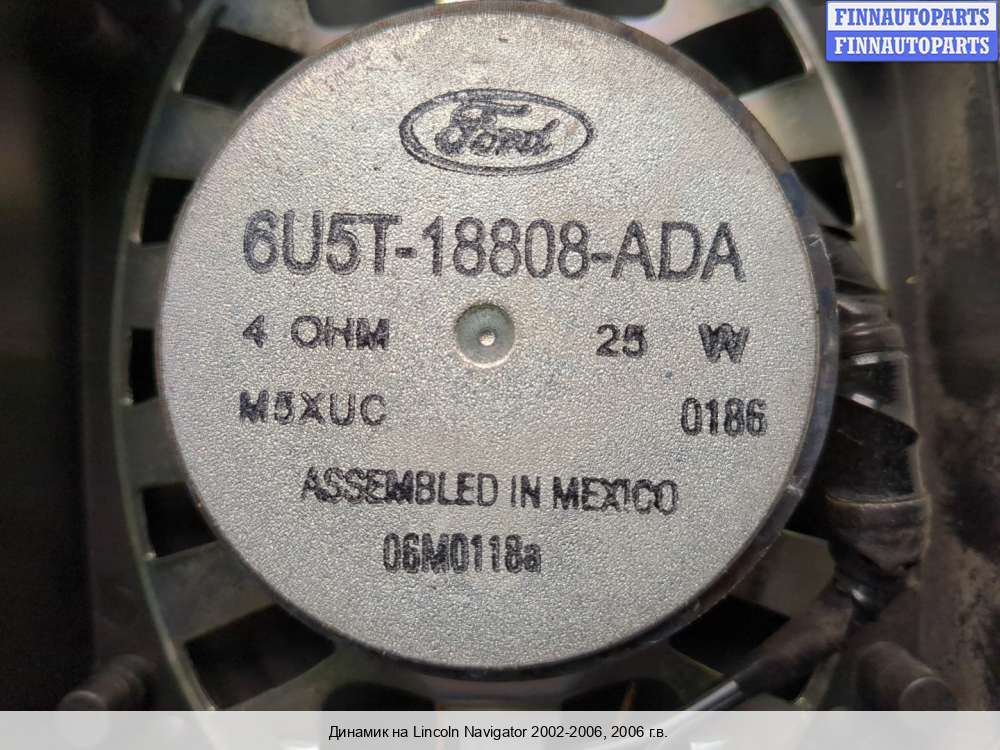 FINNAUTOPARTS
FINNAUTOPARTS
Ford
6U5T-18808-ADA
4 OHM 25 W
M5XUC 0186
ASSEMBLED IN MEXICO
06M0118a
Динамик на Lincoln Navigator 2002-2006, 2006 г.в.